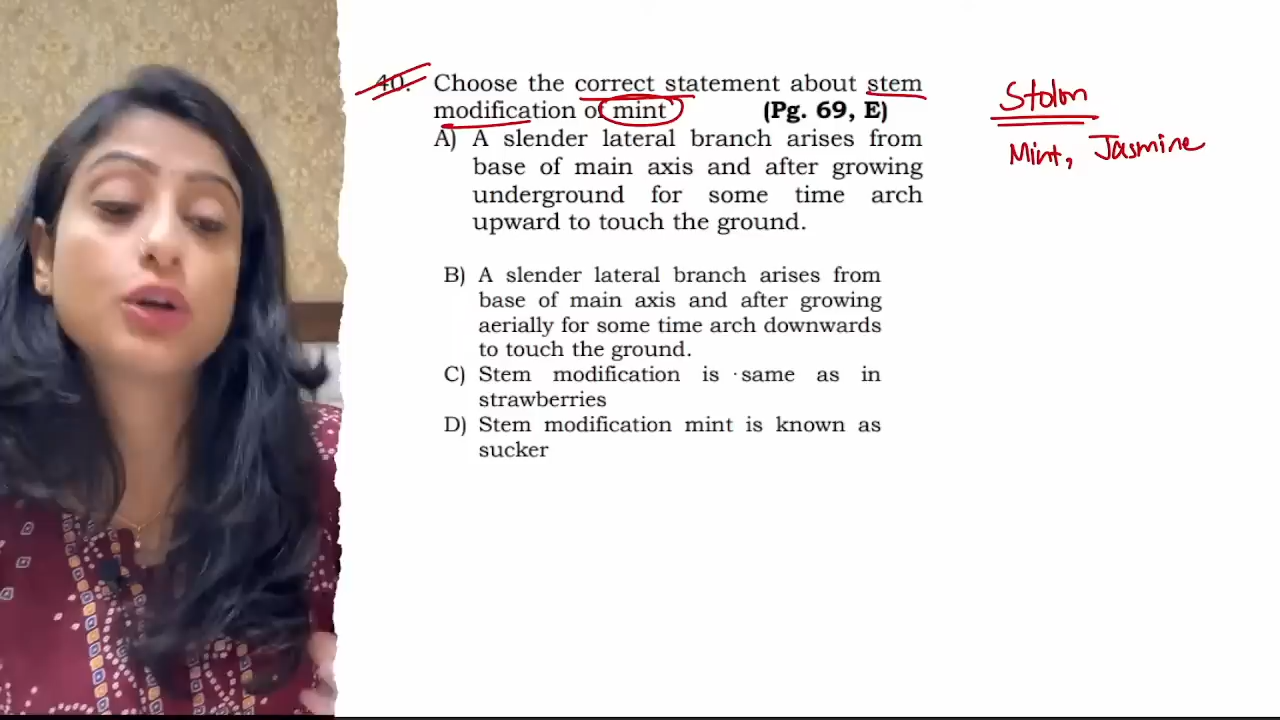 40. Choose the correct statement about stem
modification of mint (Pg. 69, E)
A) A slender lateral branch arises from
base of main axis and after growing
underground for some time arch
upward to touch the ground.
B) A slender lateral branch arises from
base of main axis and after growing
aerially for some time arch downwards
to touch the ground.
C) Stem modification is same as in
strawberries
D) Stem modification mint is known as
sucker
Stolon
Mint, Jasmine